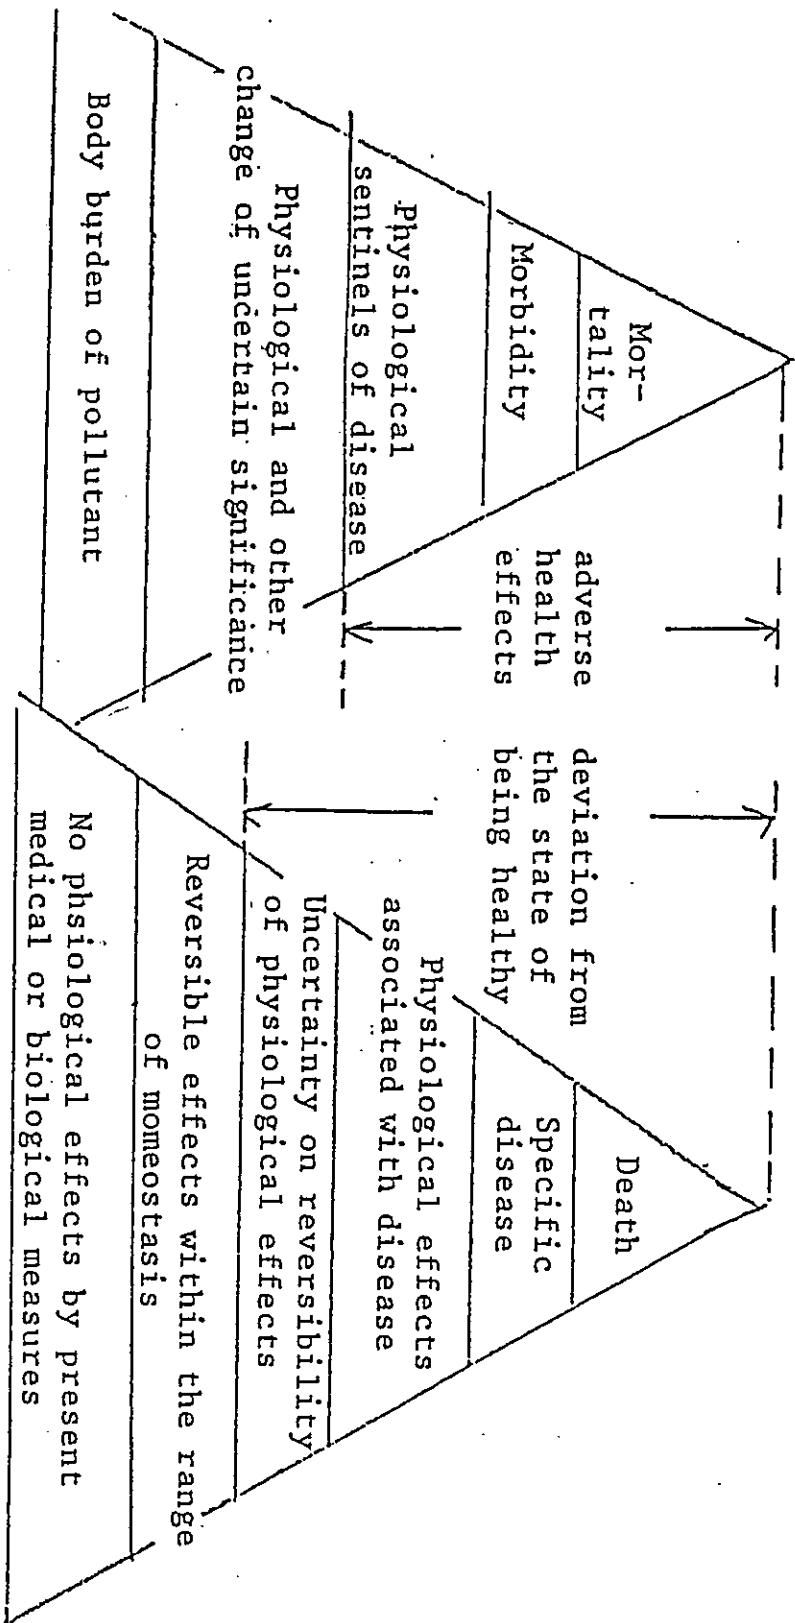 Mor-
tality
Morbidity
Physiological
sentinels of disease
Physiological and other
change of uncertain significance
Body burden of pollutant
adverse
health
effects
deviation from
the state of
being healthy
Death
Specific
disease
Physiological effects
associated with disease
Uncertainty on reversibility
of physiological effects
Reversible effects within the range
of momeostasis
No phsiological effects by present
medical or biological measures